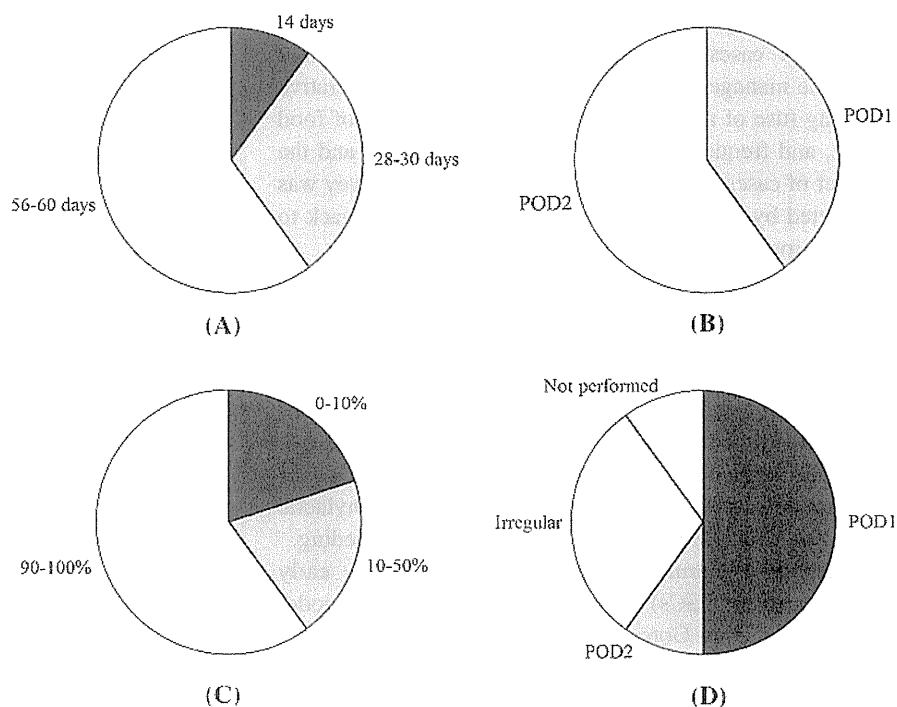 14 days
28-30 days
56-60 days
(A)
POD1
POD2
(B)
0-10%
10-50%
90-100%
(C)
Not performed
Irregular
POD1
POD2
(D)